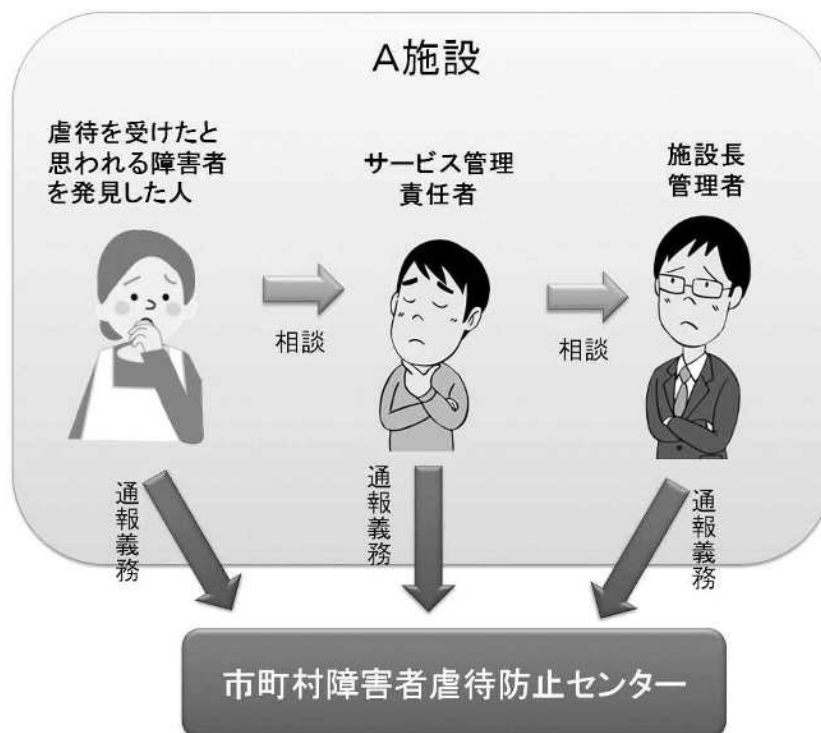 A施設
虐待を受けたと
思われる障害者
を発見した人
サービス管理
責任者
施設長
管理者
相談
相談
通報義務
通報義務
通報義務
市町村障害者虐待防止センター